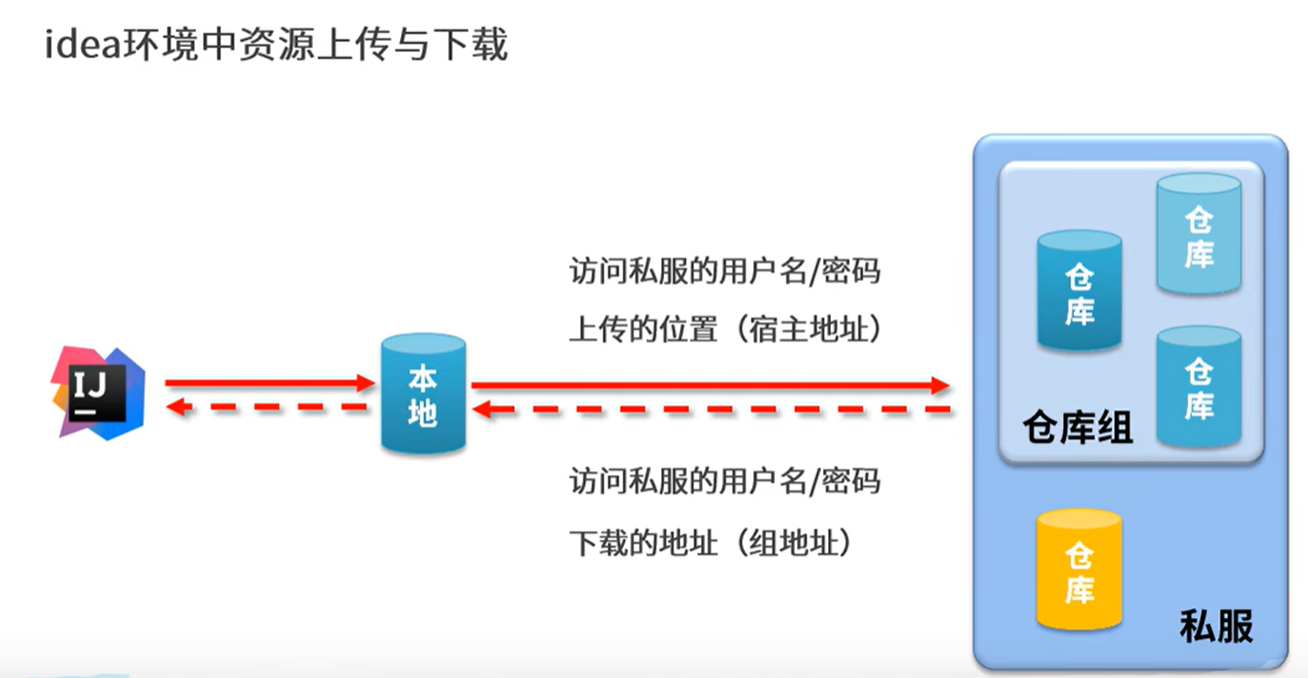 idea环境中资源上传与下载
访问私服的用户名/密码
上传的位置（宿主地址）
IJ
本地
访问私服的用户名/密码
下载的地址（组地址）
仓库
仓库
仓库
仓库组
仓库
私服